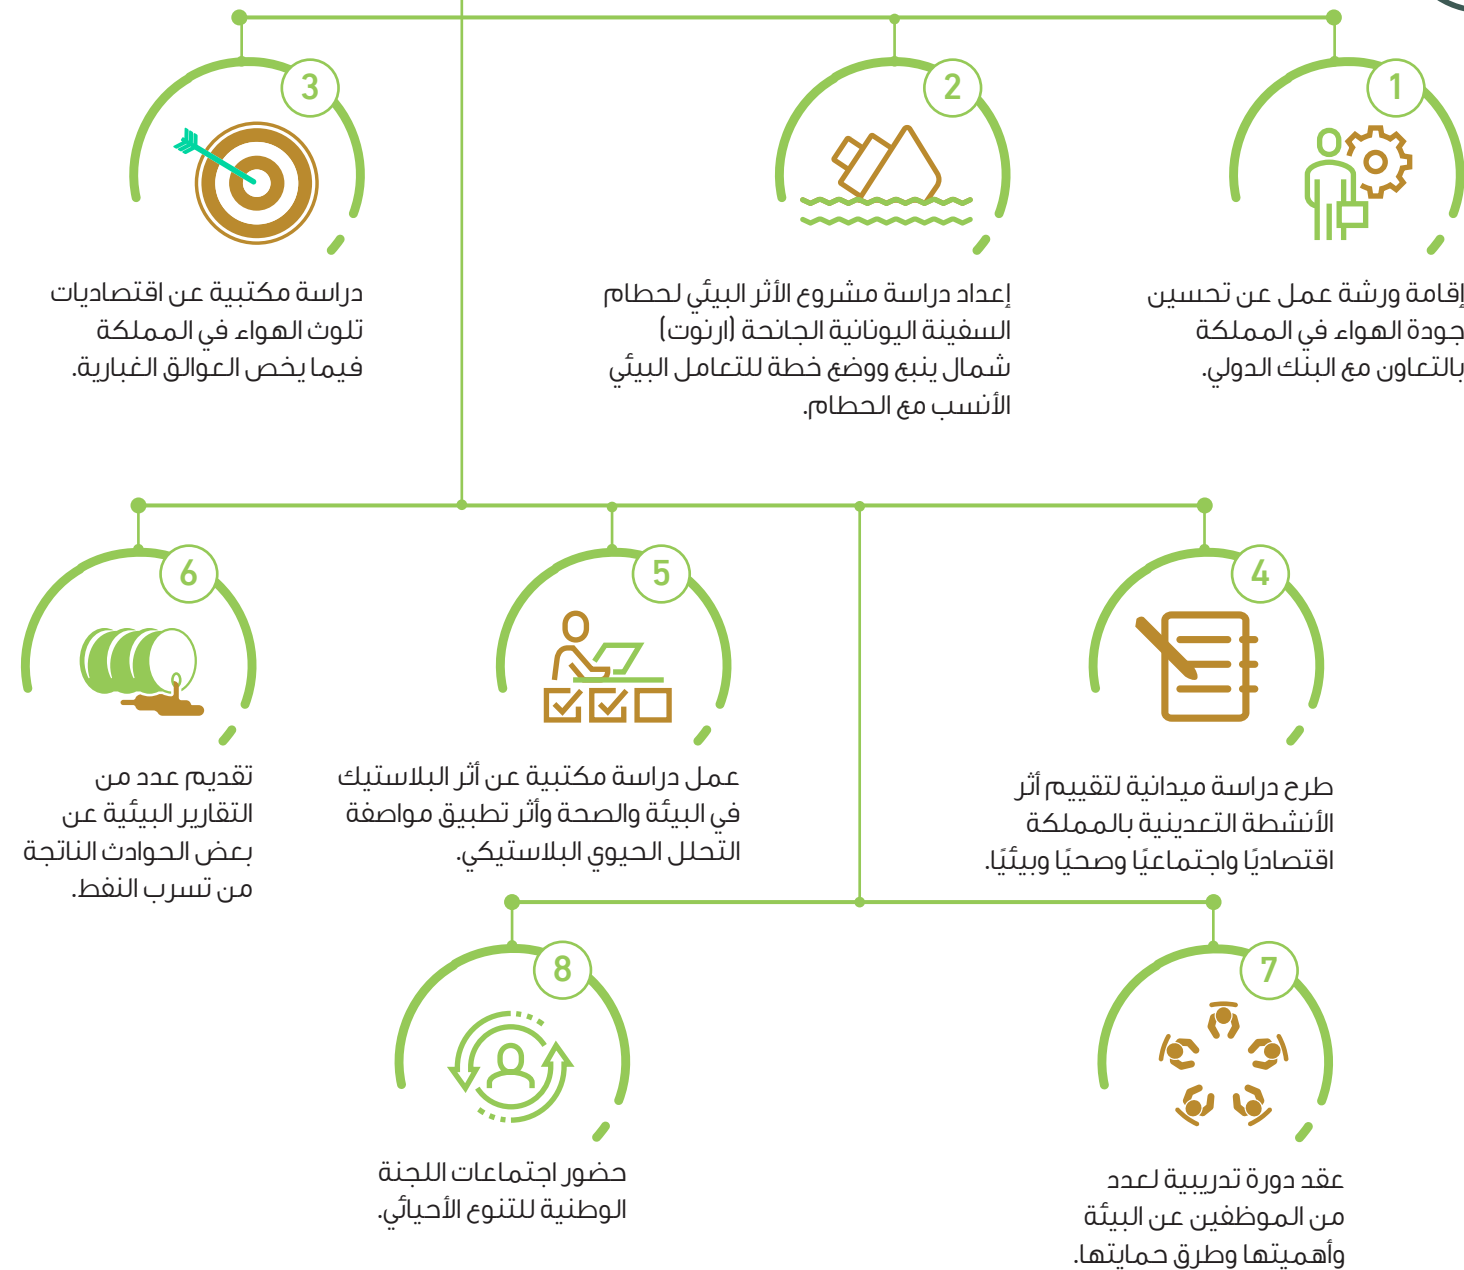 1
إقامة ورشة عمل عن تحسين
جودة الهواء في المملكة
بالتعاون مع البنك الدولي.
2
إعداد دراسة مشروع الأثر البيئي لحطام
السفينة اليونانية الجانحة (ارنوت)
شمال ينبع ووضع خطة للتعامل البيئي
الأنسب مع الحطام.
3
دراسة مكتبية عن اقتصاديات
تلوث الهواء في المملكة
فيما يخص العوالق الغبارية.
4
طرح دراسة ميدانية لتقييم أثر
الأنشطة التعدينية بالمملكة
اقتصاديًا واجتماعيًا وصحيًا وبيئيًا.
5
عمل دراسة مكتبية عن أثر البلاستيك
في البيئة والصحة وأثر تطبيق مواصفة
التحلل الحيوي البلاستيكي.
6
تقديم عدد من
التقارير البيئية عن
بعض الحوادث الناتجة
من تسرب النفط.
7
عقد دورة تدريبية لعدد
من الموظفين عن البيئة
وأهميتها وطرق حمايتها.
8
حضور اجتماعات اللجنة
الوطنية للتنوع الأحيائي.